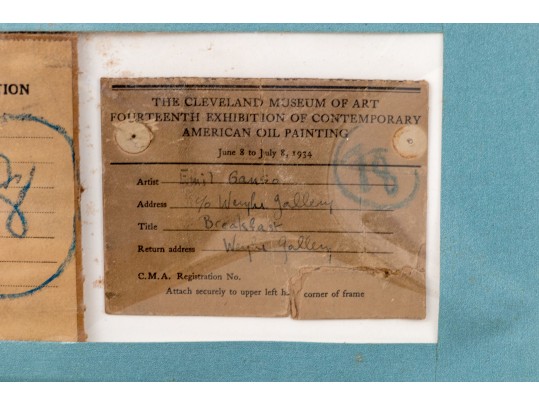 TION
THE CLEVELAND MUSEUM OF ART
FOURTEENTH EXHIBITION OF CONTEMPORARY
AMERICAN OIL PAINTING
June 8 to July 8, 1934
Artist Emil Ganso
Address c/o Weyhe Gallery
Title Breakfast
Return address Weyhe Gallery
C.M.A. Registration No.
Attach securely to upper left corner of frame